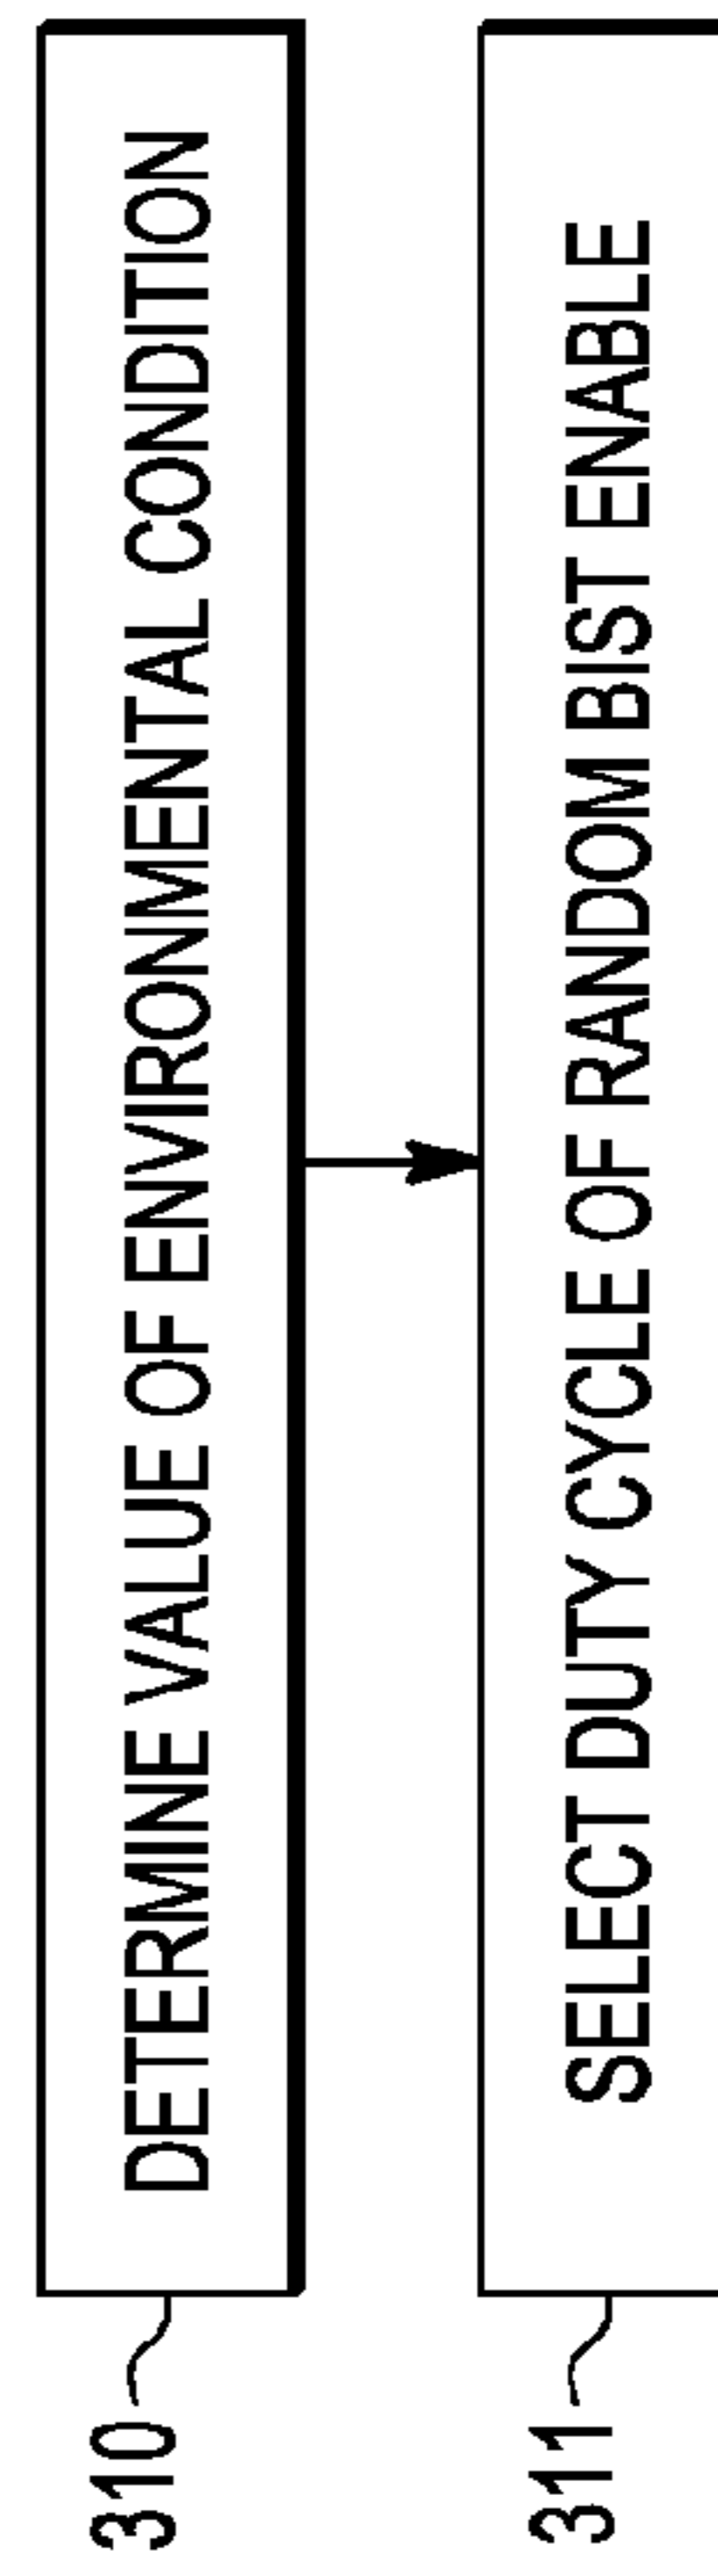 310
DETERMINE VALUE OF ENVIRONMENTAL CONDITION
311
SELECT DUTY CYCLE OF RANDOM BIST ENABLE